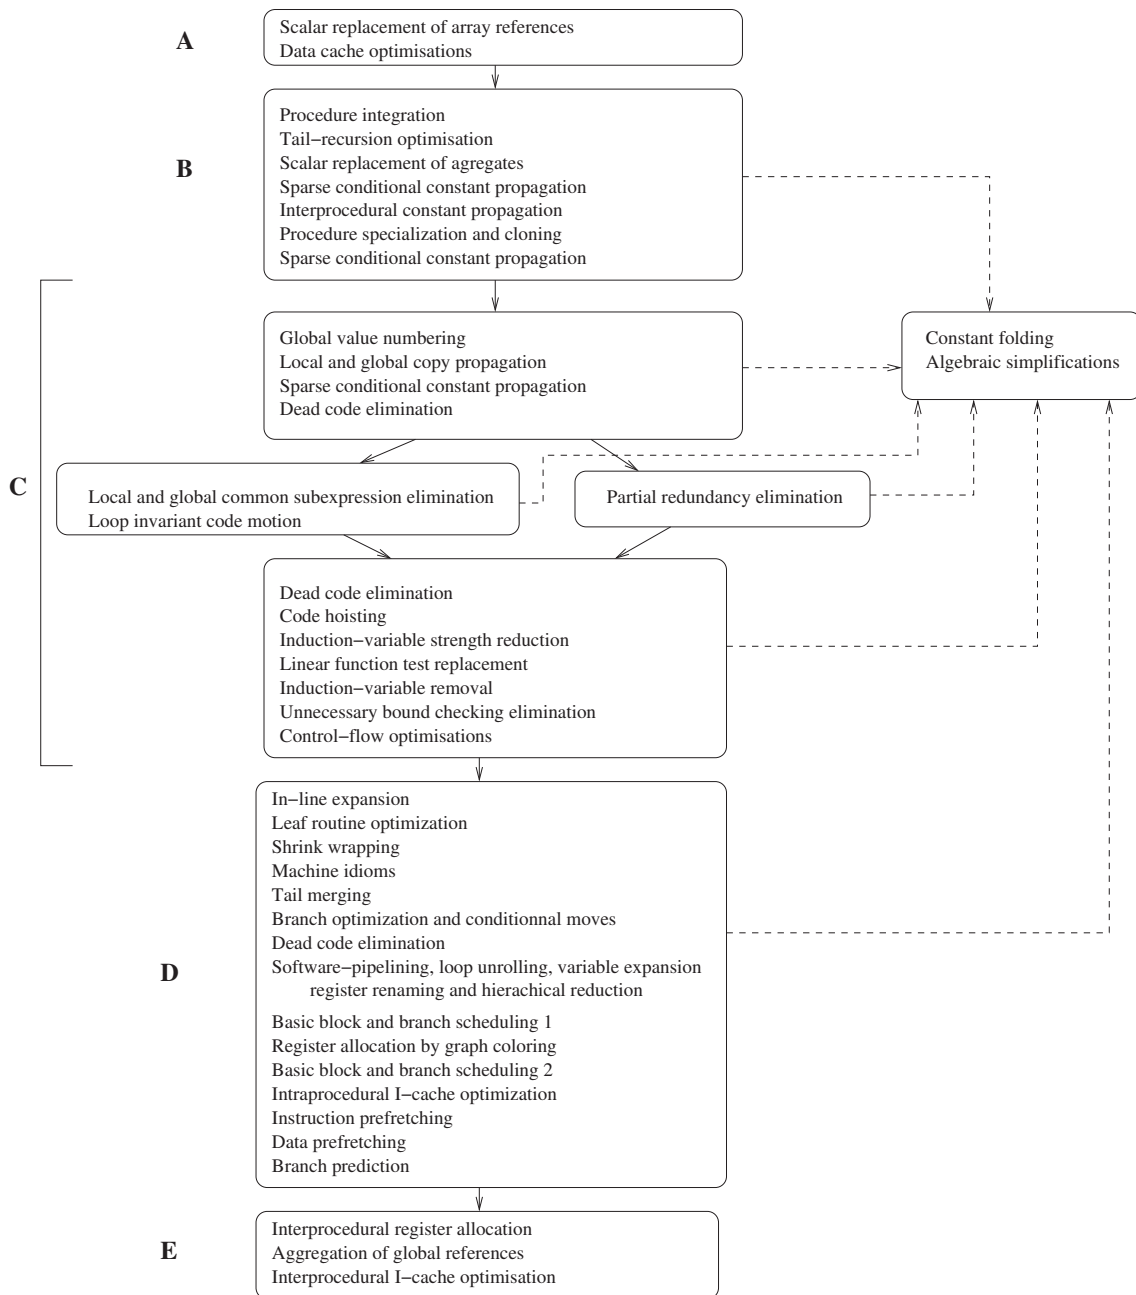 A
Scalar replacement of array references
Data cache optimisations
B
Procedure integration
Tail−recursion optimisation
Scalar replacement of agregates
Sparse conditional constant propagation
Interprocedural constant propagation
Procedure specialization and cloning
Sparse conditional constant propagation
C
Global value numbering
Local and global copy propagation
Sparse conditional constant propagation
Dead code elimination
Constant folding
Algebraic simplifications
Local and global common subexpression elimination
Loop invariant code motion
Partial redundancy elimination
Dead code elimination
Code hoisting
Induction−variable strength reduction
Linear function test replacement
Induction−variable removal
Unnecessary bound checking elimination
Control−flow optimisations
D
In−line expansion
Leaf routine optimization
Shrink wrapping
Machine idioms
Tail merging
Branch optimization and conditionnal moves
Dead code elimination
Software−pipelining, loop unrolling, variable expansion
register renaming and hierachical reduction
Basic block and branch scheduling 1
Register allocation by graph coloring
Basic block and branch scheduling 2
Intraprocedural I−cache optimization
Instruction prefretching
Data prefretching
Branch prediction
E
Interprocedural register allocation
Aggregation of global references
Interprocedural I−cache optimisation